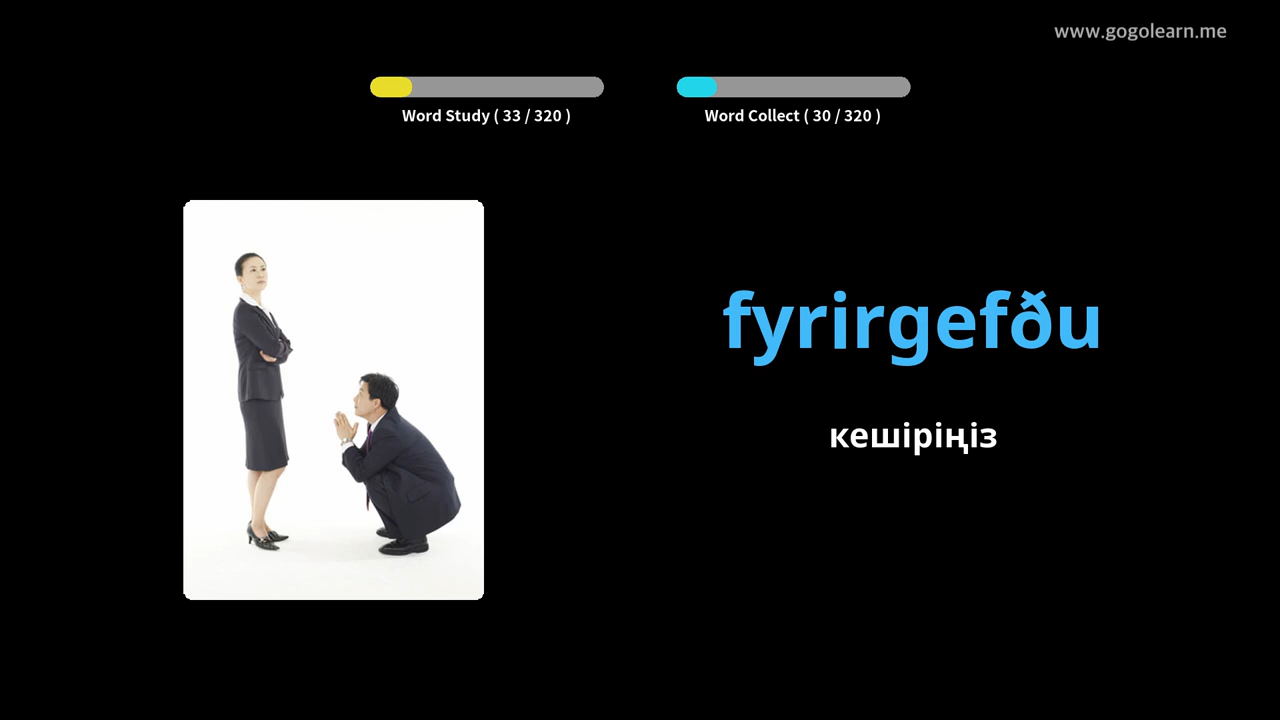 www.gogolearn.me
Word Study ( 33 / 320 )
Word Collect ( 30 / 320 )
fyrirgefðu
кешіріңіз